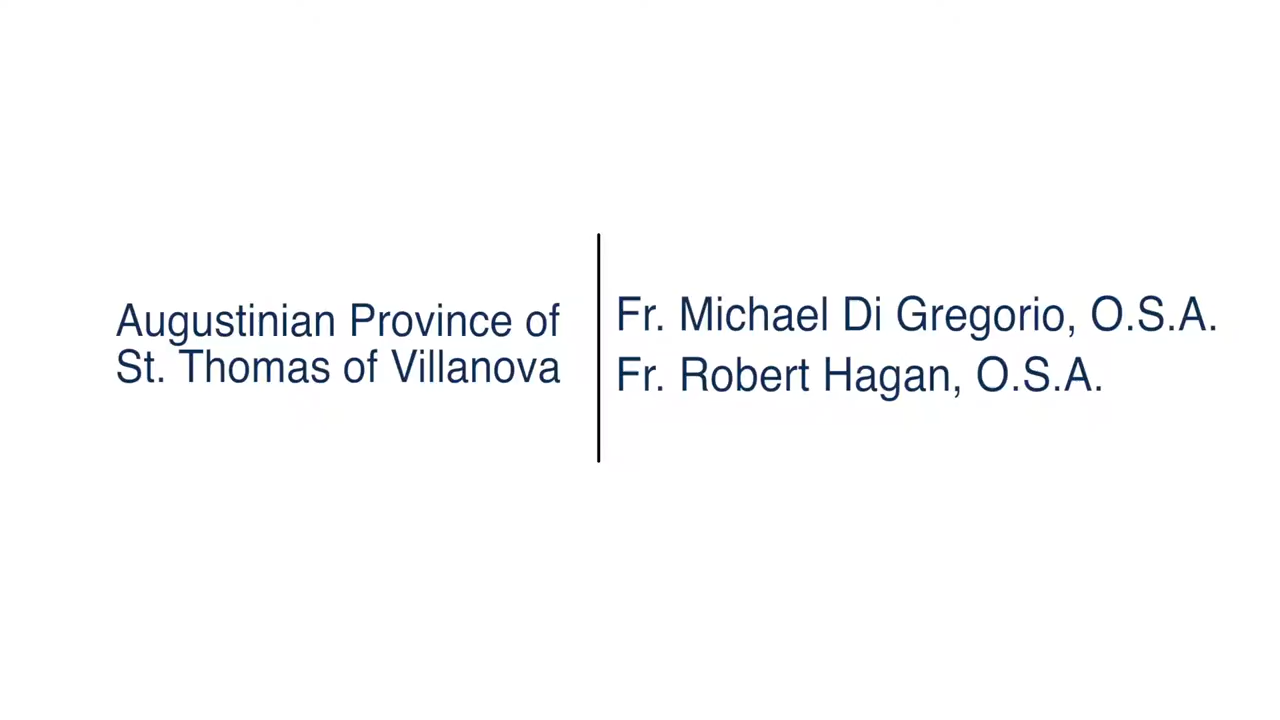 Augustinian Province of
St. Thomas of Villanova
Fr. Michael Di Gregorio, O.S.A.
Fr. Robert Hagan, O.S.A.